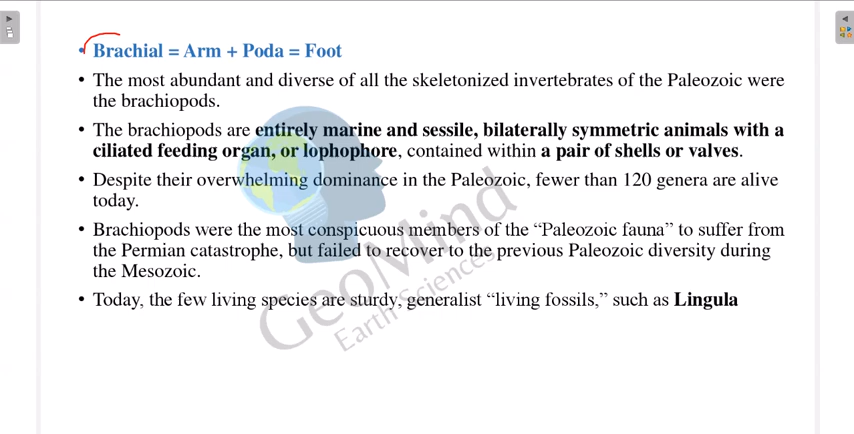 • Brachial = Arm + Poda = Foot
• The most abundant and diverse of all the skeletonized invertebrates of the Paleozoic were
the brachiopods.
• The brachiopods are entirely marine and sessile, bilaterally symmetric animals with a
ciliated feeding organ, or lophophore, contained within a pair of shells or valves.
• Despite their overwhelming dominance in the Paleozoic, fewer than 120 genera are alive
today.
• Brachiopods were the most conspicuous members of the “Paleozoic fauna” to suffer from
the Permian catastrophe, but failed to recover to the previous Paleozoic diversity during
the Mesozoic.
• Today, the few living species are sturdy, generalist “living fossils,” such as Lingula
GeoMind
Earth Sciences